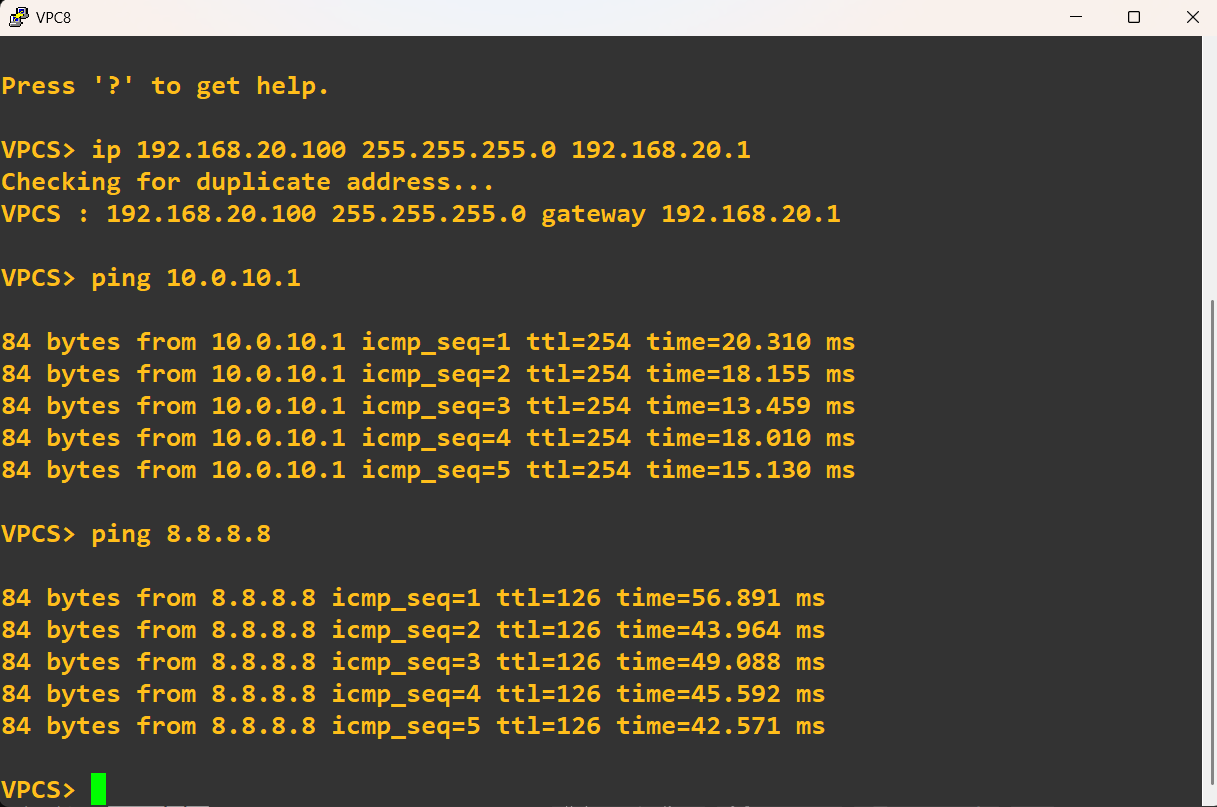 VPC8
Press '?' to get help.
VPCS> ip 192.168.20.100 255.255.255.0 192.168.20.1
Checking for duplicate address...
VPCS : 192.168.20.100 255.255.255.0 gateway 192.168.20.1
VPCS> ping 10.0.10.1
84 bytes from 10.0.10.1 icmp_seq=1 ttl=254 time=20.310 ms
84 bytes from 10.0.10.1 icmp_seq=2 ttl=254 time=18.155 ms
84 bytes from 10.0.10.1 icmp_seq=3 ttl=254 time=13.459 ms
84 bytes from 10.0.10.1 icmp_seq=4 ttl=254 time=18.010 ms
84 bytes from 10.0.10.1 icmp_seq=5 ttl=254 time=15.130 ms
VPCS> ping 8.8.8.8
84 bytes from 8.8.8.8 icmp_seq=1 ttl=126 time=56.891 ms
84 bytes from 8.8.8.8 icmp_seq=2 ttl=126 time=43.964 ms
84 bytes from 8.8.8.8 icmp_seq=3 ttl=126 time=49.088 ms
84 bytes from 8.8.8.8 icmp_seq=4 ttl=126 time=45.592 ms
84 bytes from 8.8.8.8 icmp_seq=5 ttl=126 time=42.571 ms
VPCS>